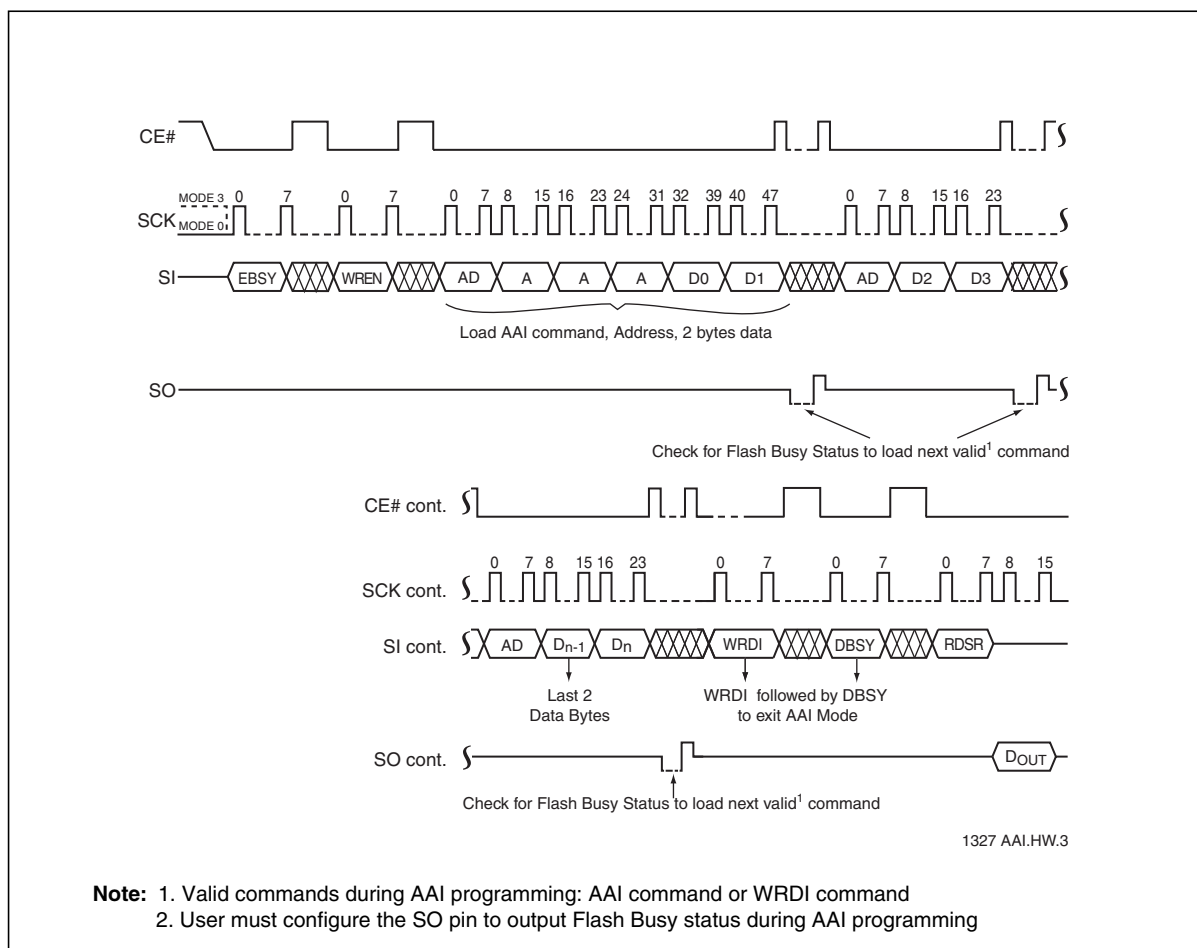 CE#
MODE 3
MODE 0
SCK
0 7 0 7 0 7 8 15 16 23 24 31 32 39 40 47 0 7 8 15 16 23
SI
EBSY WREN AD A A A D0 D1 AD D2 D3
Load AAI command, Address, 2 bytes data
SO
Check for Flash Busy Status to load next valid¹ command
CE# cont.
0 7 8 15 16 23 0 7 0 7 0 7 8 15
SCK cont.
SI cont.
AD Dn-1 Dn WRDI DBSY RDSR
Last 2
Data Bytes
WRDI followed by DBSY
to exit AAI Mode
SO cont.
DOUT
Check for Flash Busy Status to load next valid¹ command
1327 AAI.HW.3
Note: 1. Valid commands during AAI programming: AAI command or WRDI command
2. User must configure the SO pin to output Flash Busy status during AAI programming